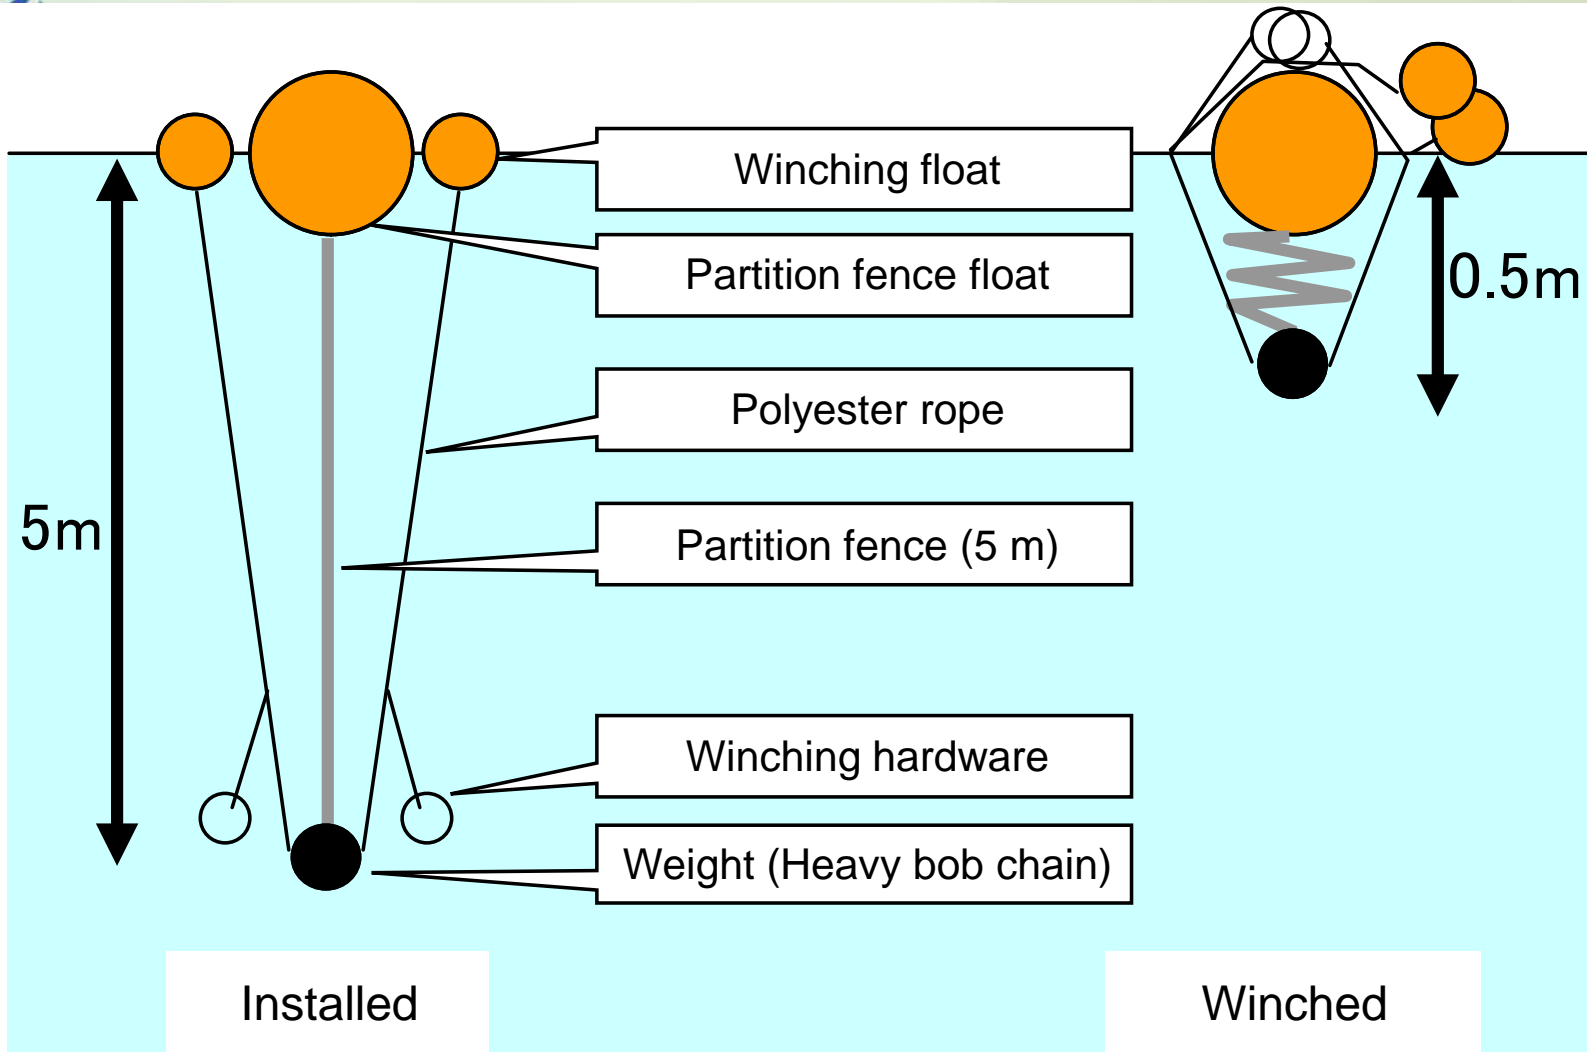 Winching float
Partition fence float
0.5m
Polyester rope
5m
Partition fence (5 m)
Winching hardware
Weight (Heavy bob chain)
Installed
Winched